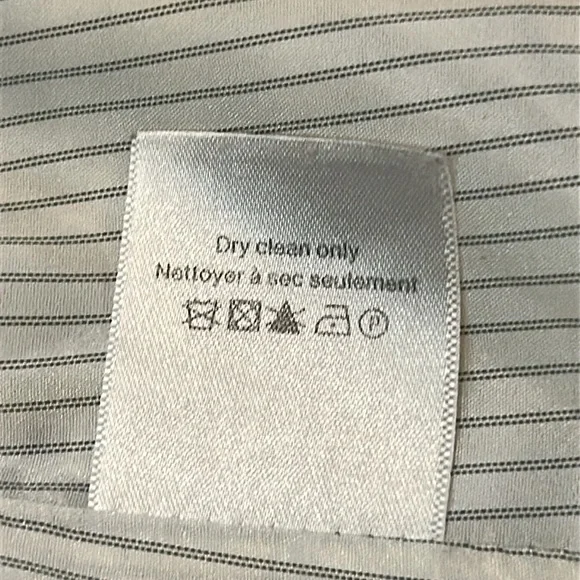 Dry clean only
Nettoyer à sec seulement
P